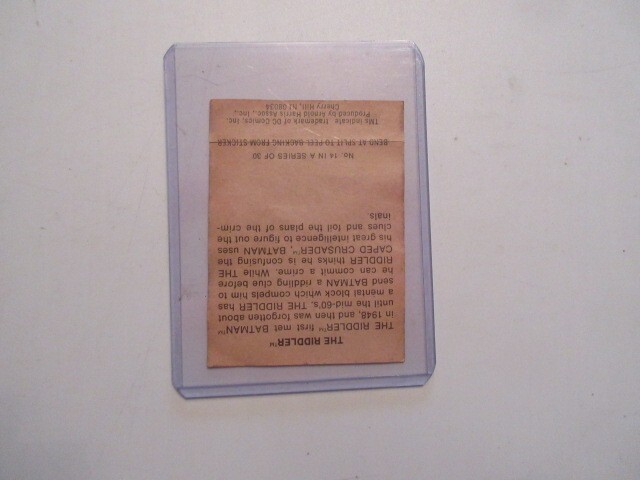 THE RIDDLER™
THE RIDDLER™ first met BATMAN™
in 1948, and then was forgotten about
until the mid-60's. THE RIDDLER has
a mental block which compels him to
send BATMAN a riddling clue before
he can commit a crime. While THE
RIDDLER thinks he is confusing the
CAPED CRUSADER™, BATMAN uses
his great intelligence to figure out the
clues and foil the plans of the crim-
inals.
No. 14 IN A SERIES OF 30
BEND AT SPLIT TO PEEL BACKING FROM STICKER
TMs indicate trademark of DC Comics, Inc.
Produced by Arnold Harris Assoc., Inc.,
Cherry Hill, NJ 08034